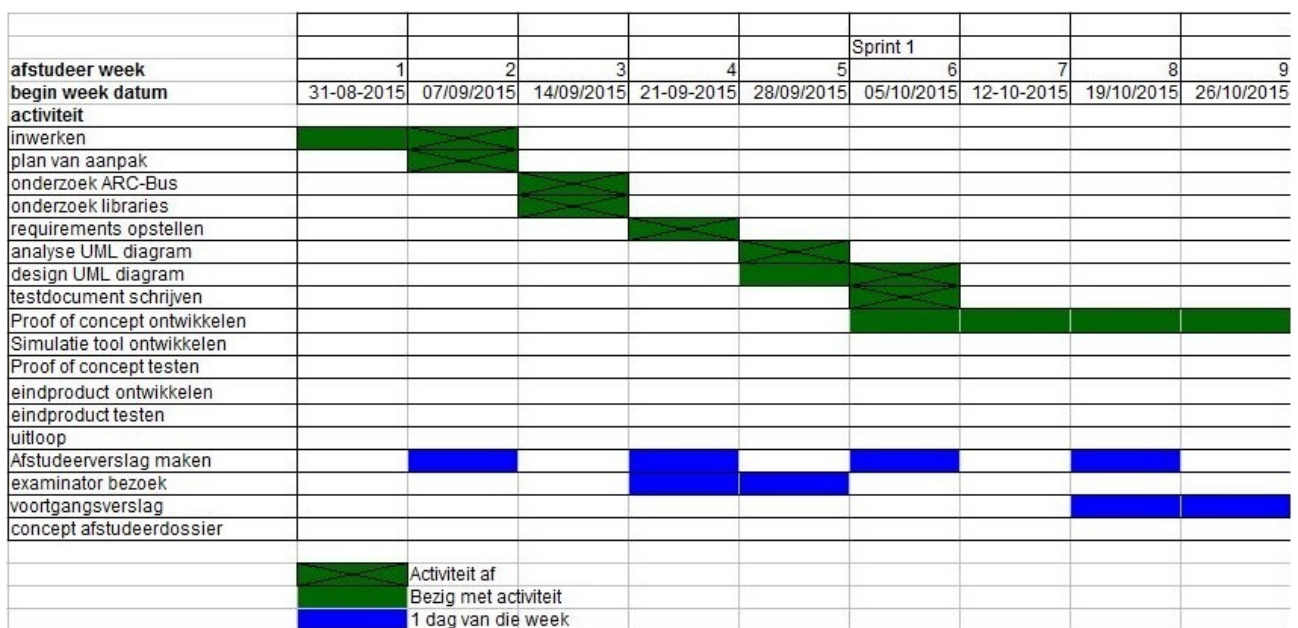 Sprint 1
afstudeer week 1 2 3 4 5 6 7 8 9
begin week datum 31-08-2015 07/09/2015 14/09/2015 21-09-2015 28/09/2015 05/10/2015 12-10-2015 19/10/2015 26/10/2015
activiteit
inwerken
plan van aanpak
onderzoek ARC-Bus
onderzoek libraries
requirements opstellen
analyse UML diagram
design UML diagram
testdocument schrijven
Proof of concept ontwikkelen
Simulatie tool ontwikkelen
Proof of concept testen
eindproduct ontwikkelen
eindproduct testen
uitloop
Afstudeerverslag maken
examinator bezoek
voortgangsverslag
concept afstudeerdossier
Activiteit af
Bezig met activiteit
1 dag van die week